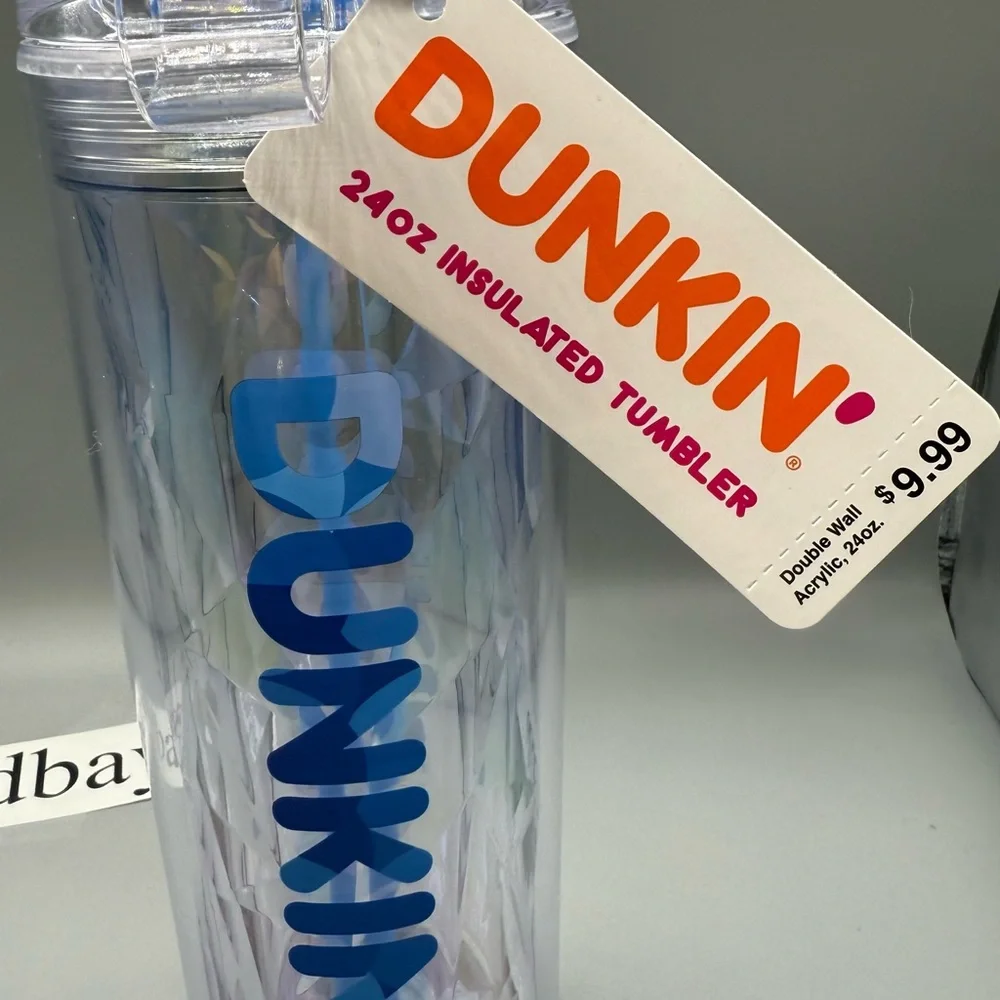 DUNKIN'®
24OZ INSULATED TUMBLER
Double Wall
Acrylic, 24oz.
$9.99
DUNKIN
dbay